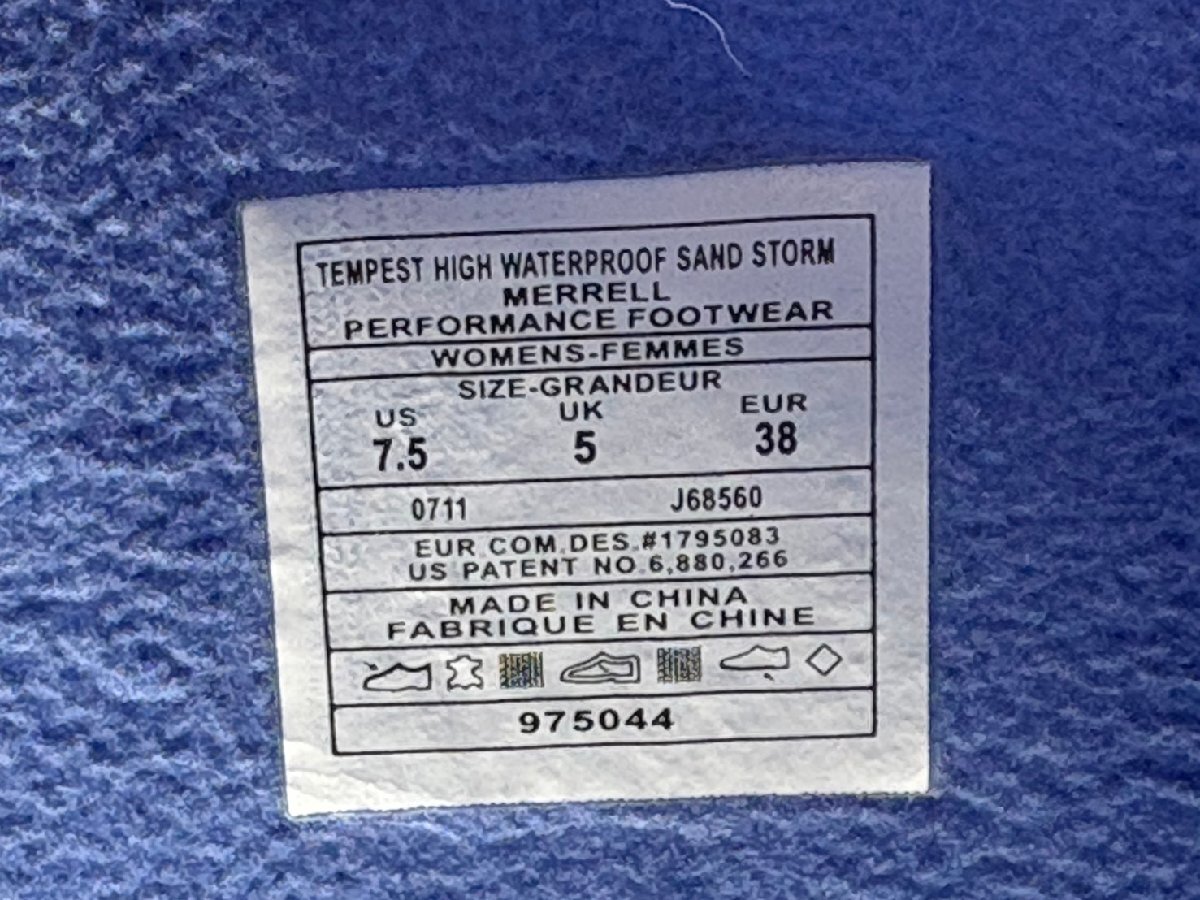 TEMPEST HIGH WATERPROOF SAND STORM
MERRELL
PERFORMANCE FOOTWEAR
WOMENS-FEMMES
SIZE-GRANDEUR
US UK EUR
7.5 5 38
0711 J68560
EUR COM.DES.#1795083
US PATENT NO.6,880,266
MADE IN CHINA
FABRIQUE EN CHINE
975044